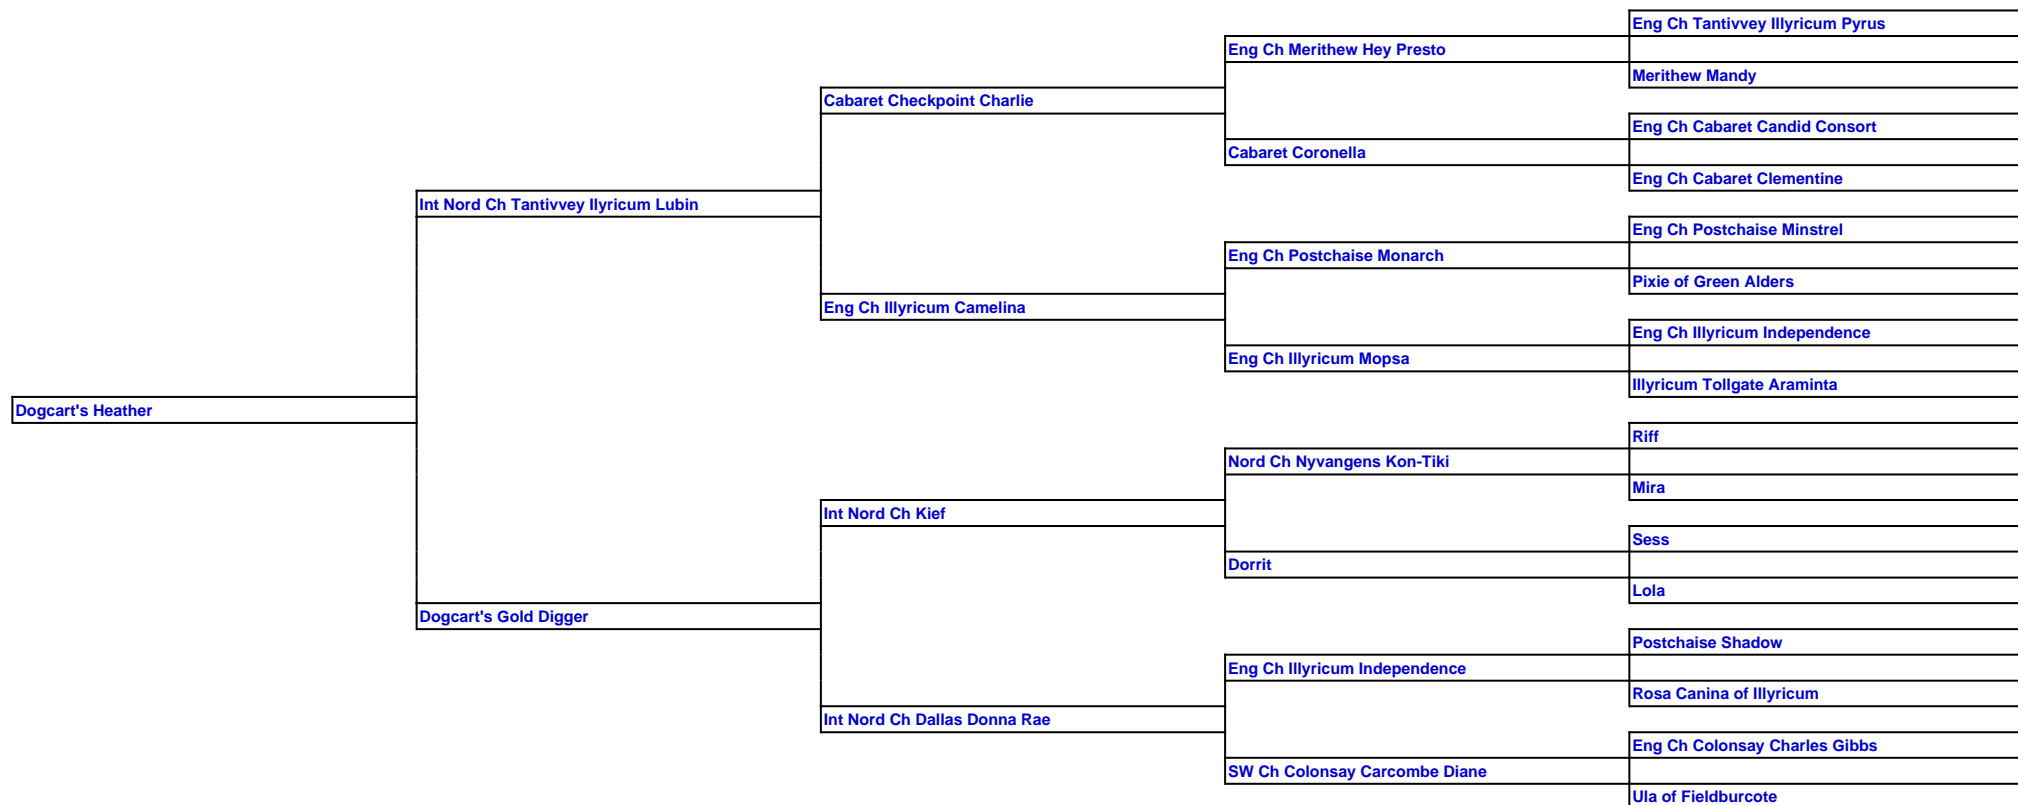 Eng Ch Tantivvey Illyricum Pyrus
Eng Ch Merithew Hey Presto
Merithew Mandy
Cabaret Checkpoint Charlie
Eng Ch Cabaret Candid Consort
Cabaret Coronella
Eng Ch Cabaret Clementine
Int Nord Ch Tantivvey Ilyricum Lubin
Eng Ch Postchaise Minstrel
Eng Ch Postchaise Monarch
Pixie of Green Alders
Eng Ch Illyricum Camelina
Eng Ch Illyricum Independence
Eng Ch Illyricum Mopsa
Illyricum Tollgate Araminta
Dogcart's Heather
Riff
Nord Ch Nyvangens Kon-Tiki
Mira
Int Nord Ch Kief
Sess
Dorrit
Lola
Dogcart's Gold Digger
Postchaise Shadow
Eng Ch Illyricum Independence
Rosa Canina of Illyricum
Int Nord Ch Dallas Donna Rae
Eng Ch Colonsay Charles Gibbs
SW Ch Colonsay Carcombe Diane
Ula of Fieldburcote